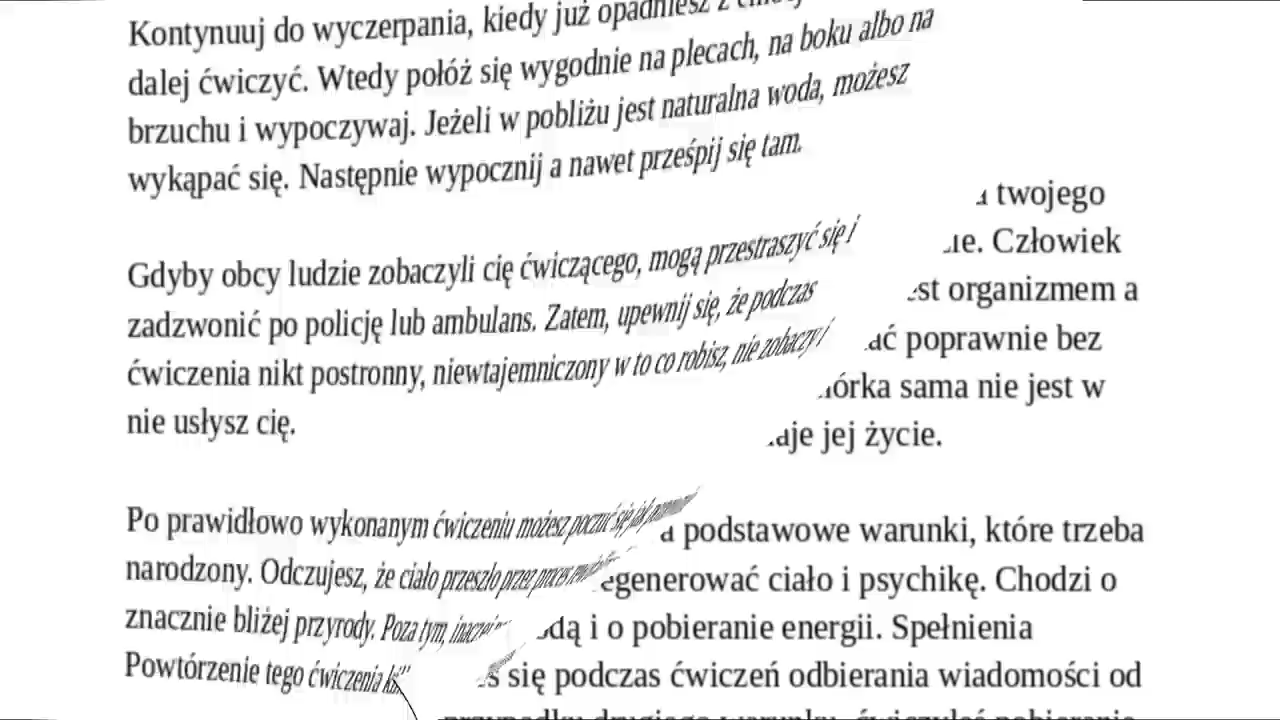 Kontynuuj do wyczerpania, kiedy już opadniesz z
dalej ćwiczyć. Wtedy połóż się wygodnie na plecach, na boku albo na
brzuchu i wypoczywaj. Jeżeli w pobliżu jest naturalna woda, możesz
wykąpać się. Następnie wypocznij a nawet prześpij się tam.
Gdyby obcy ludzie zobaczyli cię ćwiczącego, mogą przestraszyć się i
zadzwonić po policję lub ambulans. Zatem, upewnij się, że podczas
ćwiczenia nikt postronny, niewtajemniczony w to co robisz, nie zobaczy i
nie usłysz cię.
Po prawidłowo wykonanym ćwiczeniu możesz poczuć się jak
narodzony. Odczujesz, że ciało przeszło przez proces
znacznie bliżej przyrody. Poza tym,
Powtórzenie tego ćwiczenia
twojego
Człowiek
organizmem a
poprawnie bez
sama nie jest w
jej życie.
podstawowe warunki, które trzeba
ciało i psychikę. Chodzi o
i o pobieranie energii. Spełnienia
się podczas ćwiczeń odbierania wiadomości od